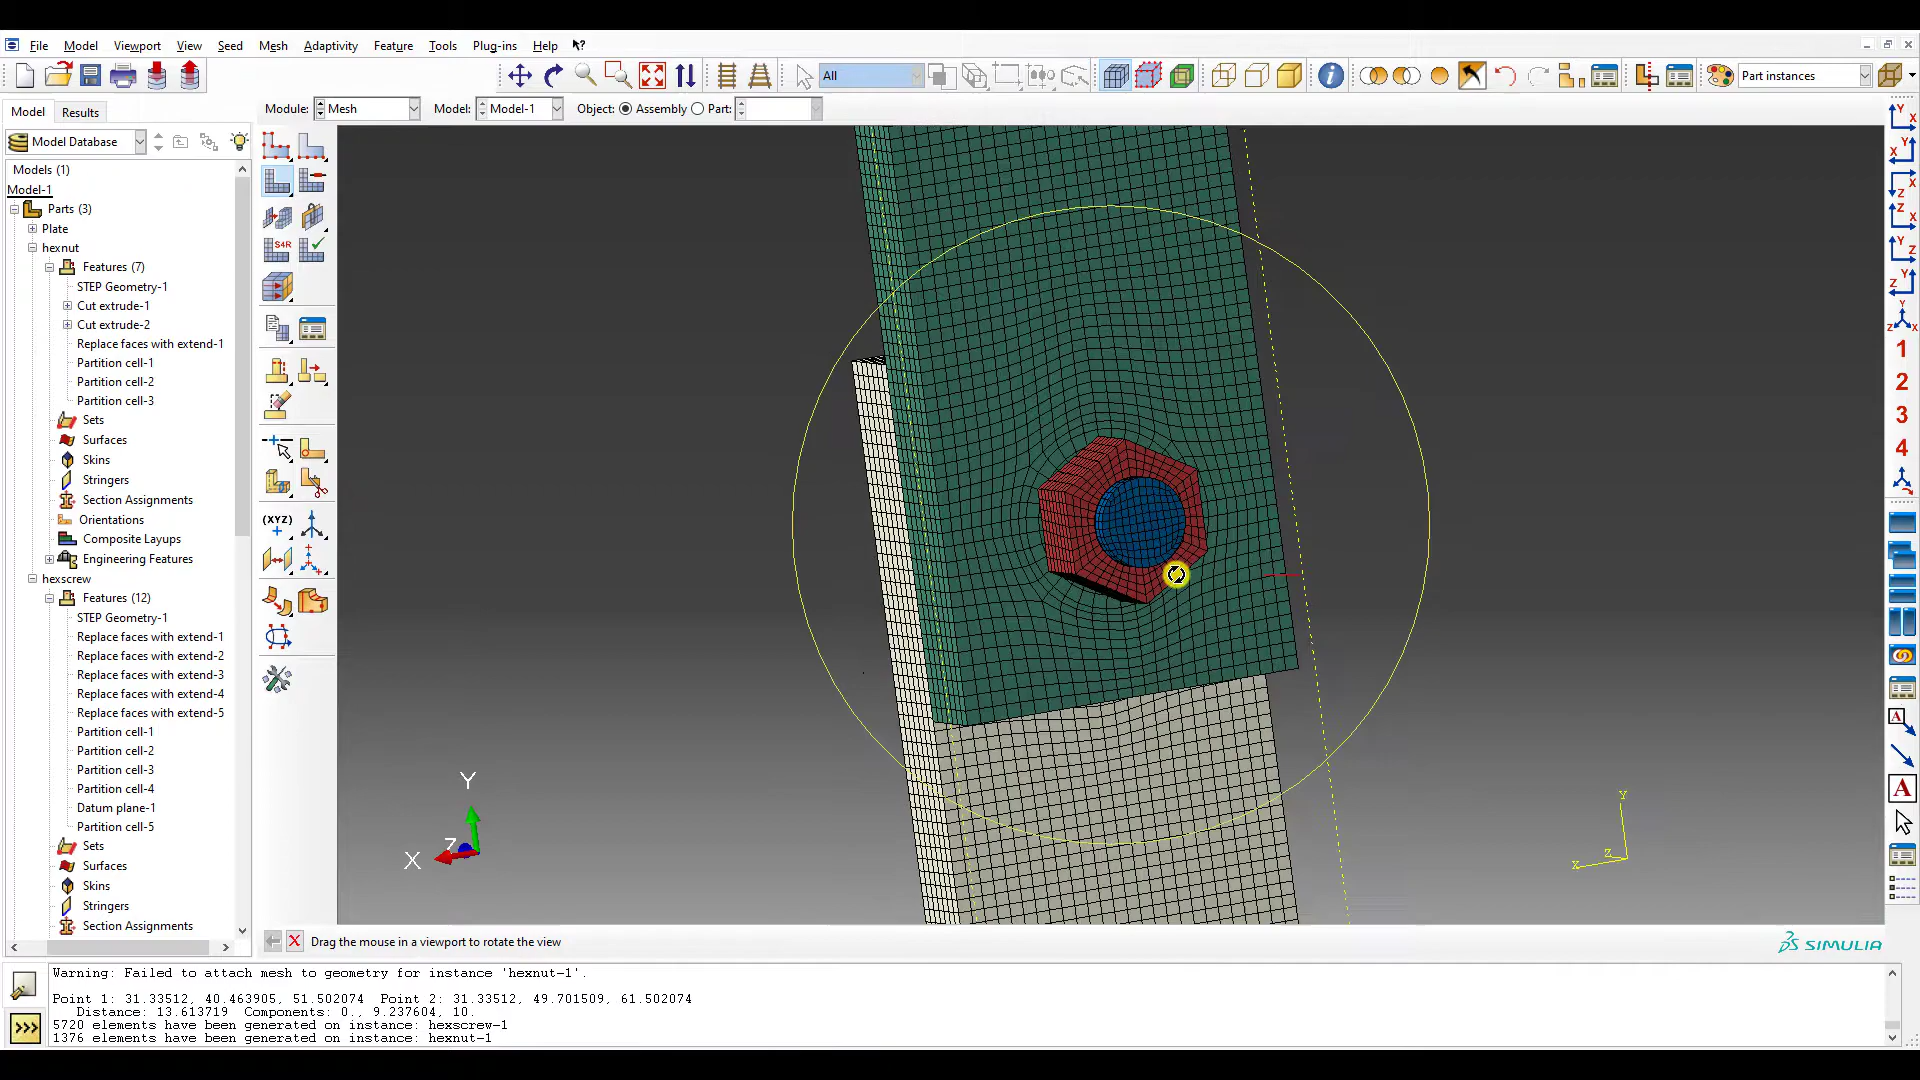 File Model Viewport View Seed Mesh Adaptivity Feature Tools Plug-ins Help
All
Part instances
Model Results
Module: Mesh Model: Model-1 Object: Assembly Part:
Model Database
Models (1)
Model-1
Parts (3)
Plate
hexnut
Features (7)
STEP Geometry-1
Cut extrude-1
Cut extrude-2
Replace faces with extend-1
Partition cell-1
Partition cell-2
Partition cell-3
Sets
Surfaces
Skins
Stringers
Section Assignments
Orientations
Composite Layups
Engineering Features
hexscrew
Features (12)
STEP Geometry-1
Replace faces with extend-1
Replace faces with extend-2
Replace faces with extend-3
Replace faces with extend-4
Replace faces with extend-5
Partition cell-1
Partition cell-2
Partition cell-3
Partition cell-4
Datum plane-1
Partition cell-5
Sets
Surfaces
Skins
Stringers
Section Assignments
S4R
(XYZ)
Y
X
Z
Y
X
Z
1
2
3
4
A
Drag the mouse in a viewport to rotate the view
SIMULIA
Warning: Failed to attach mesh to geometry for instance 'hexnut-1'.
Point 1: 31.33512, 40.463905, 51.502074 Point 2: 31.33512, 49.701509, 61.502074
Distance: 13.613719 Components: 0., 9.237604, 10.
5720 elements have been generated on instance: hexscrew-1
1376 elements have been generated on instance: hexnut-1
>>>